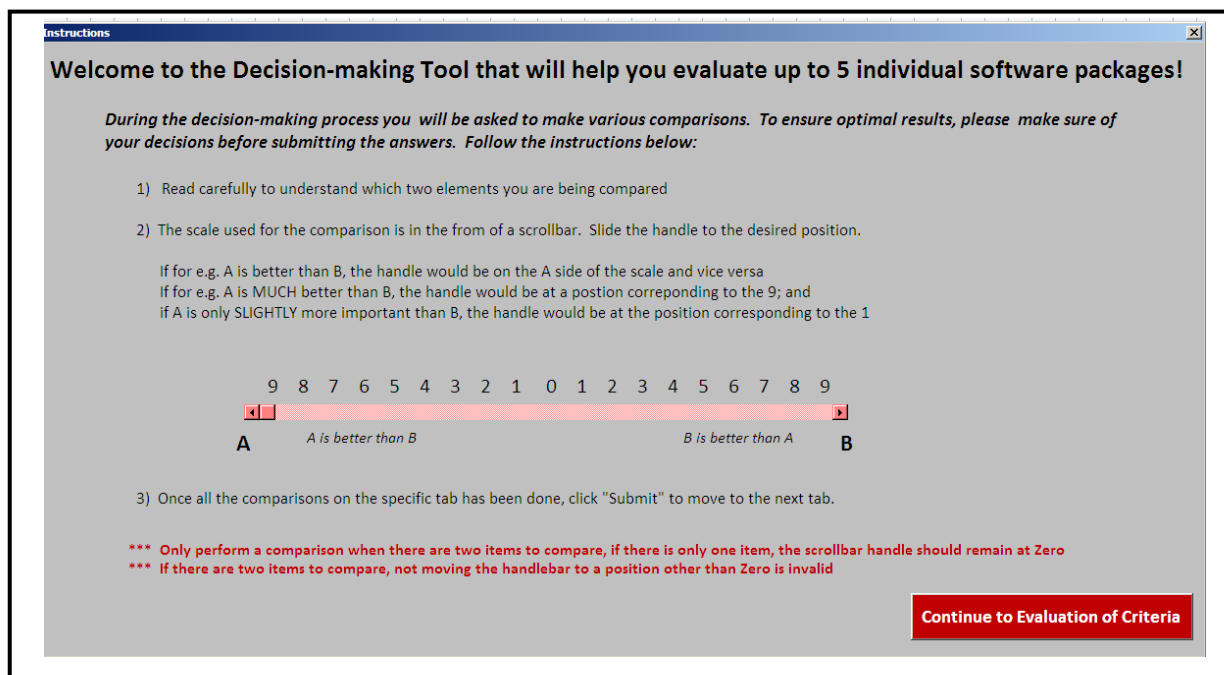 Instructions
Welcome to the Decision-making Tool that will help you evaluate up to 5 individual software packages!
During the decision-making process you will be asked to make various comparisons. To ensure optimal results, please make sure of
your decisions before submitting the answers. Follow the instructions below:
1) Read carefully to understand which two elements you are being compared
2) The scale used for the comparison is in the from of a scrollbar. Slide the handle to the desired position.
If for e.g. A is better than B, the handle would be on the A side of the scale and vice versa
If for e.g. A is MUCH better than B, the handle would be at a postion correponding to the 9; and
if A is only SLIGHTLY more important than B, the handle would be at the position corresponding to the 1
9 8 7 6 5 4 3 2 1 0 1 2 3 4 5 6 7 8 9
A A is better than B B is better than A B
3) Once all the comparisons on the specific tab has been done, click "Submit" to move to the next tab.
*** Only perform a comparison when there are two items to compare, if there is only one item, the scrollbar handle should remain at Zero
*** If there are two items to compare, not moving the handlebar to a position other than Zero is invalid
Continue to Evaluation of Criteria